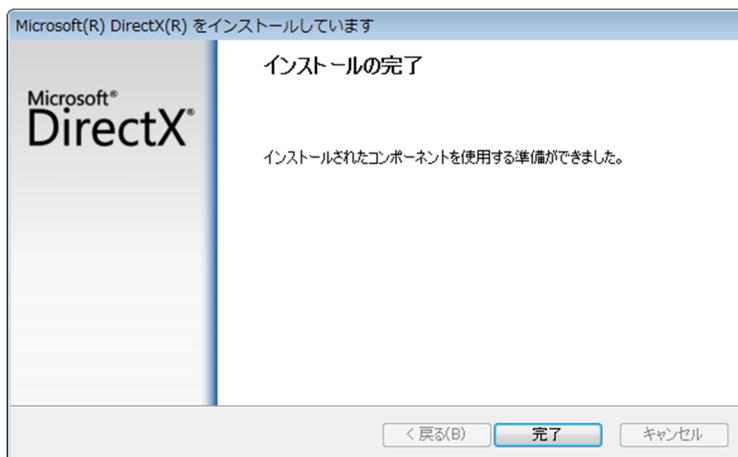 Microsoft(R) DirectX(R) をインストールしています
インストールの完了
Microsoft®
DirectX®
インストールされたコンポーネントを使用する準備ができました。
< 戻る(B)
完了
キャンセル